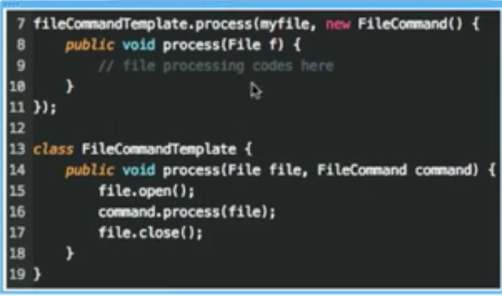 7 fileCommandTemplate.process(myfile, new FileCommand() {
8     public void process(File f) {
9         // file processing codes here
10     }
11 });
12
13 class FileCommandTemplate {
14     public void process(File file, FileCommand command) {
15         file.open();
16         command.process(file);
17         file.close();
18     }
19 }